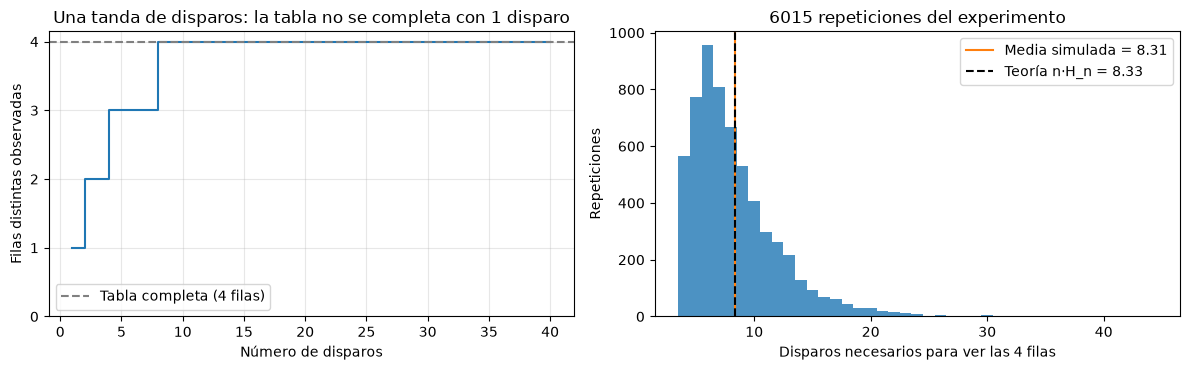 Una tanda de disparos: la tabla no se completa con 1 disparo
Filas distintas observadas
4
3
2
1
0
Tabla completa (4 filas)
0 5 10 15 20 25 30 35 40
Número de disparos
6015 repeticiones del experimento
Repeticiones
1000
800
600
400
200
0
Media simulada = 8.31
Teoría n·H_n = 8.33
10 20 30 40
Disparos necesarios para ver las 4 filas